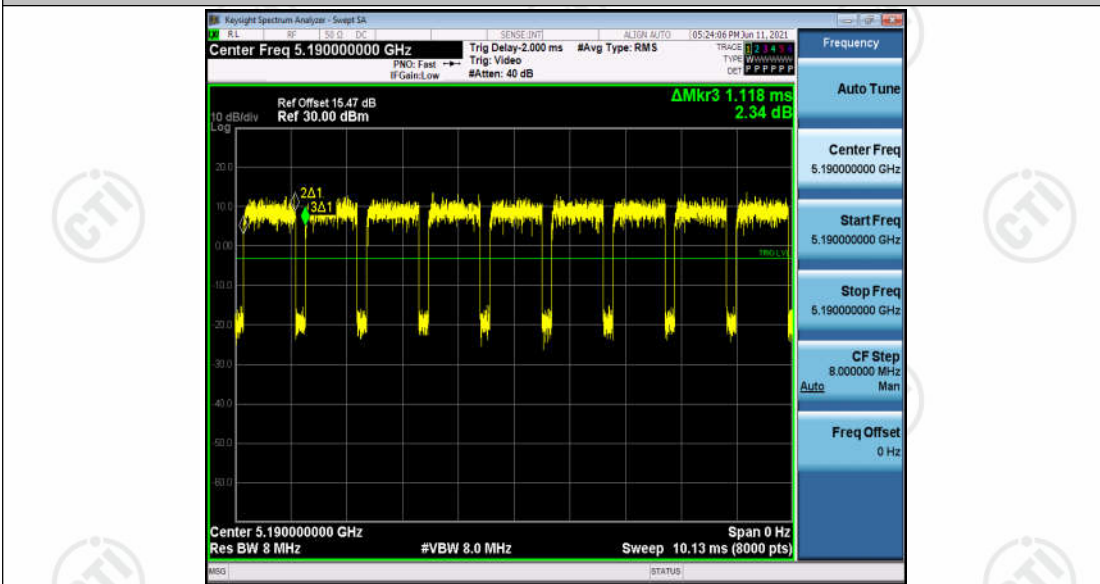 Keysight Spectrum Analyzer - Swept SA
RL RF 50 Ω DC SENSE:INT ALIGN AUTO 05:24:06 PM Jun 11, 2021
Center Freq 5.190000000 GHz
PNO: Fast
IFGain:Low
Trig Delay-2.000 ms
Trig: Video
#Atten: 40 dB
#Avg Type: RMS
TRACE 1 2 3 4 5 6
TYPE WWWWWW
DET P P P P P P
ΔMkr3 1.118 ms
2.34 dB
Ref Offset 15.47 dB
10 dB/div Ref 30.00 dBm
Log
20.0
10.0
0.00
-10.0
-20.0
-30.0
-40.0
-50.0
-60.0
2Δ1
3Δ1
TRIG LVL
Center 5.190000000 GHz
Span 0 Hz
Res BW 8 MHz
#VBW 8.0 MHz
Sweep 10.13 ms (8000 pts)
MSG
STATUS
Frequency
Auto Tune
Center Freq
5.190000000 GHz
Start Freq
5.190000000 GHz
Stop Freq
5.190000000 GHz
CF Step
8.000000 MHz
Auto Man
Freq Offset
0 Hz
CTI
CTI